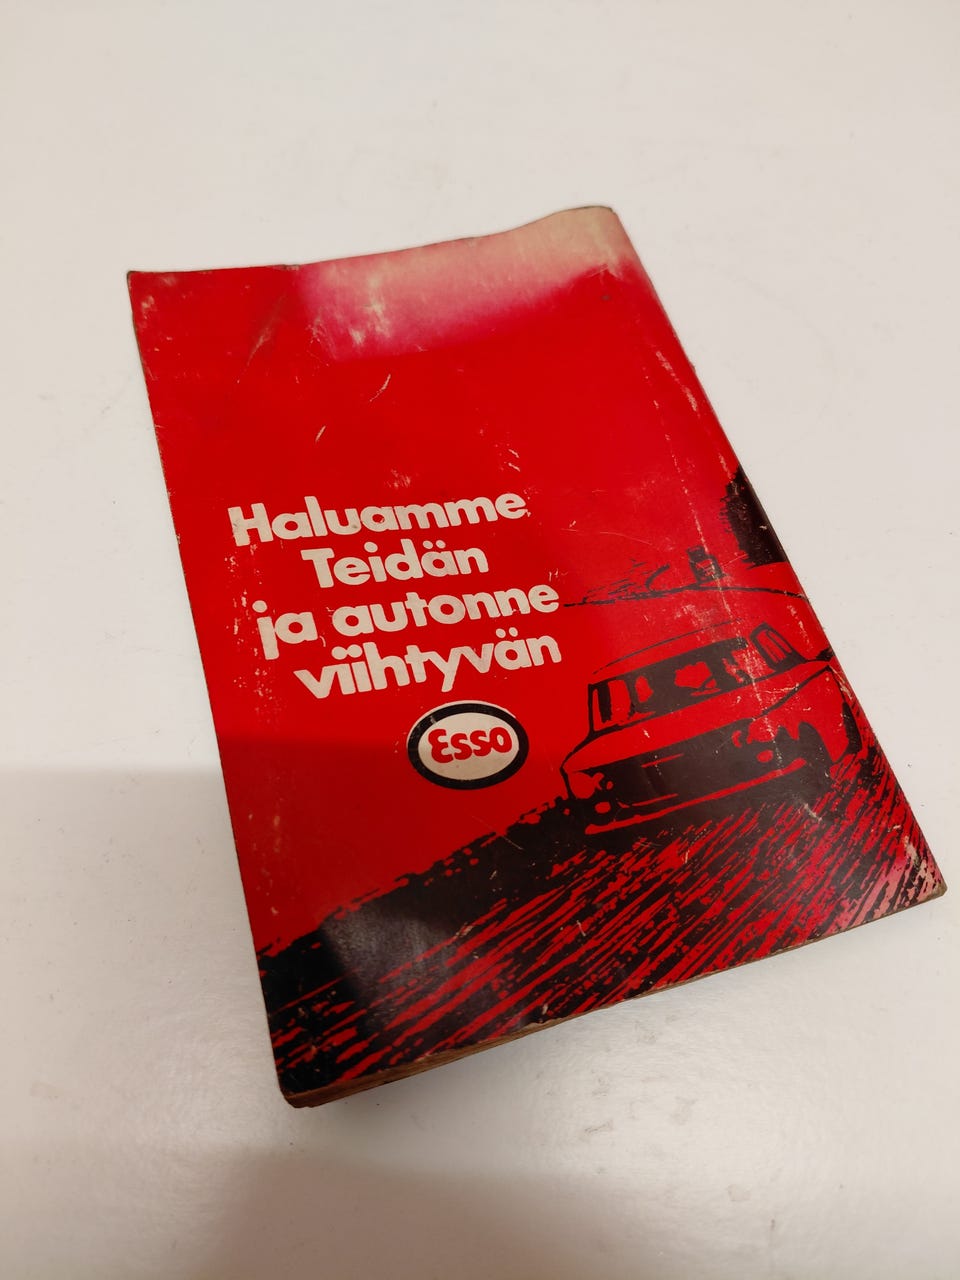 Haluamme
Teidän
ja autonne
viihtyvän
Esso